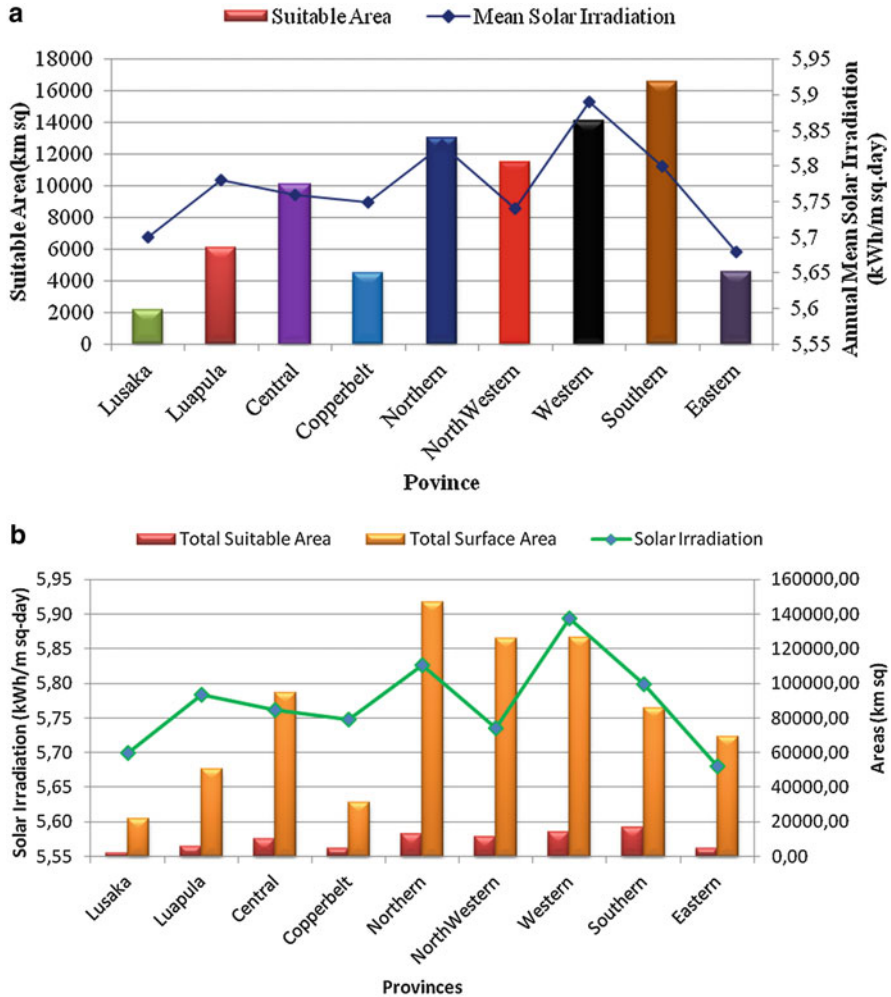 a
Suitable Area
Mean Solar Irradiation
Suitable Area(km sq)
18000
16000
14000
12000
10000
8000
6000
4000
2000
0
5,95
5,9
5,85
5,8
5,75
5,7
5,65
5,6
5,55
Annual Mean Solar Irradiation
(kWh/m sq.day)
Lusaka
Luapula
Central
Copperbelt
Northern
NorthWestern
Western
Southern
Eastern
Povince
b
Total Suitable Area
Total Surface Area
Solar Irradiation
Solar Irradiation (kWh/m sq-day)
5,95
5,90
5,85
5,80
5,75
5,70
5,65
5,60
5,55
160000,00
140000,00
120000,00
100000,00
80000,00
60000,00
40000,00
20000,00
0,00
Areas (km sq)
Lusaka
Luapula
Central
Copperbelt
Northern
NorthWestern
Western
Southern
Eastern
Provinces